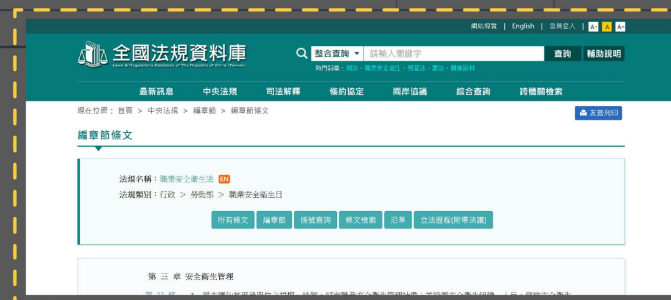 網站導覽 | English | 會員登入 | A- A A+
全國法規資料庫
Laws & Regulations Database of The Republic of China (Taiwan)
整合查詢 請輸入關鍵字 查詢 輔助說明
熱門詞彙：
最新訊息 中央法規 司法解釋 條約協定 兩岸協議 綜合查詢 跨機關檢索
現在位置： 首頁 > 中央法規 > 編章節 > 編章節條文
友善列印
編章節條文
法規名稱：職業安全衛生法 EN
法規類別：行政 > 勞動部 > 職業安全衛生目
所有條文 編章節 條號查詢 條文檢索 沿革 立法歷程(附帶決議)
第 三 章 安全衛生管理